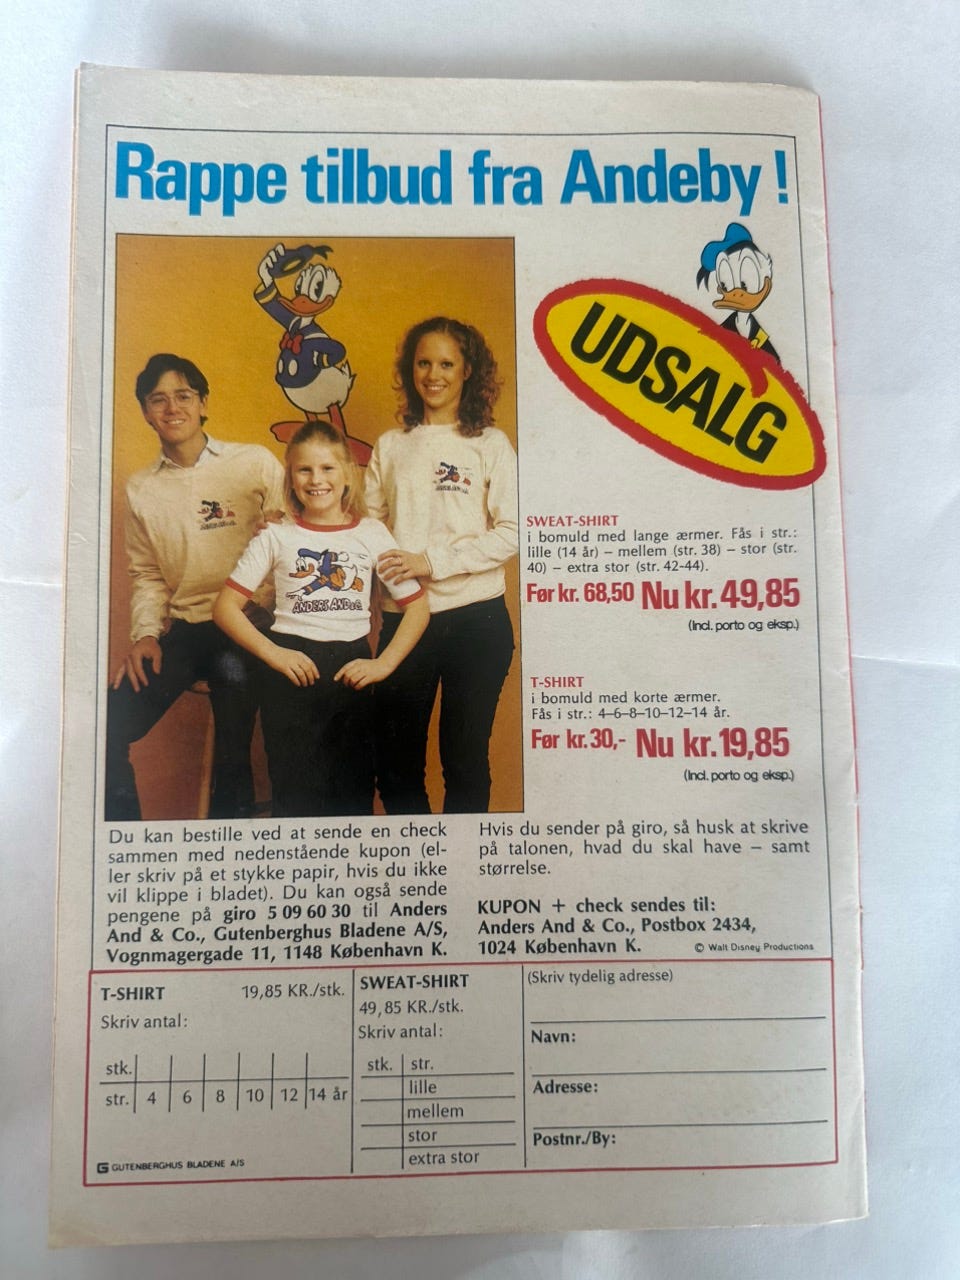 Rappe tilbud fra Andeby !
UDSALG
ANDERS AND & C
SWEAT-SHIRT
i bomuld med lange ærmer. Fås i str.:
lille (14 år) – mellem (str. 38) – stor (str.
40) – extra stor (str. 42-44).
Før kr. 68,50 Nu kr. 49,85
(Incl. porto og eksp.)
T-SHIRT
i bomuld med korte ærmer.
Fås i str.: 4–6–8–10–12–14 år.
Før kr. 30,- Nu kr. 19,85
(Incl. porto og eksp.)
Du kan bestille ved at sende en check
sammen med nedenstående kupon (el-
ler skriv på et stykke papir, hvis du ikke
vil klippe i bladet). Du kan også sende
pengene på giro 5 09 60 30 til Anders
And & Co., Gutenberghus Bladene A/S,
Vognmagergade 11, 1148 København K.
Hvis du sender på giro, så husk at skrive
på talonen, hvad du skal have – samt
størrelse.
KUPON + check sendes til:
Anders And & Co., Postbox 2434,
1024 København K.
© Walt Disney Productions
T-SHIRT 19,85 KR./stk.
Skriv antal:
stk.
str. 4 6 8 10 12 14 år
G GUTENBERGHUS BLADENE A/S
SWEAT-SHIRT
49,85 KR./stk.
Skriv antal:
stk. str.
lille
mellem
stor
extra stor
(Skriv tydelig adresse)
Navn:
Adresse:
Postnr./By: